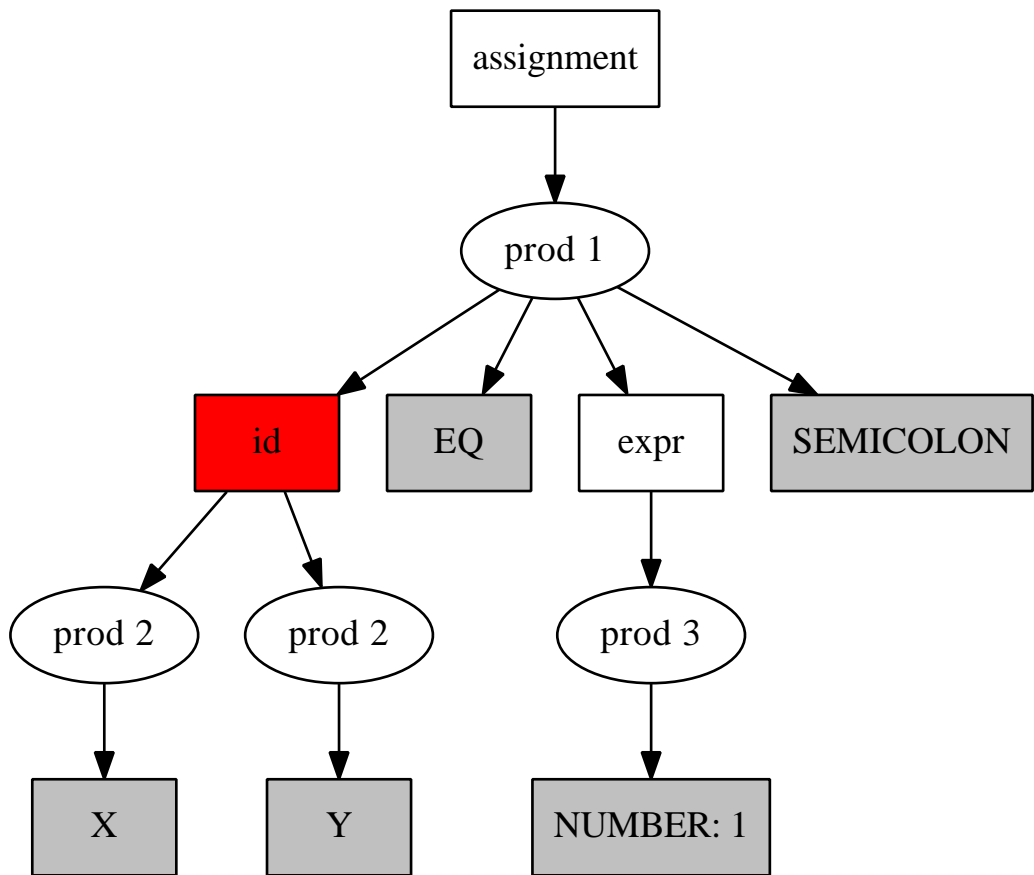 assignment
prod 1
id
EQ
expr
SEMICOLON
prod 2
prod 2
prod 3
X
Y
NUMBER: 1